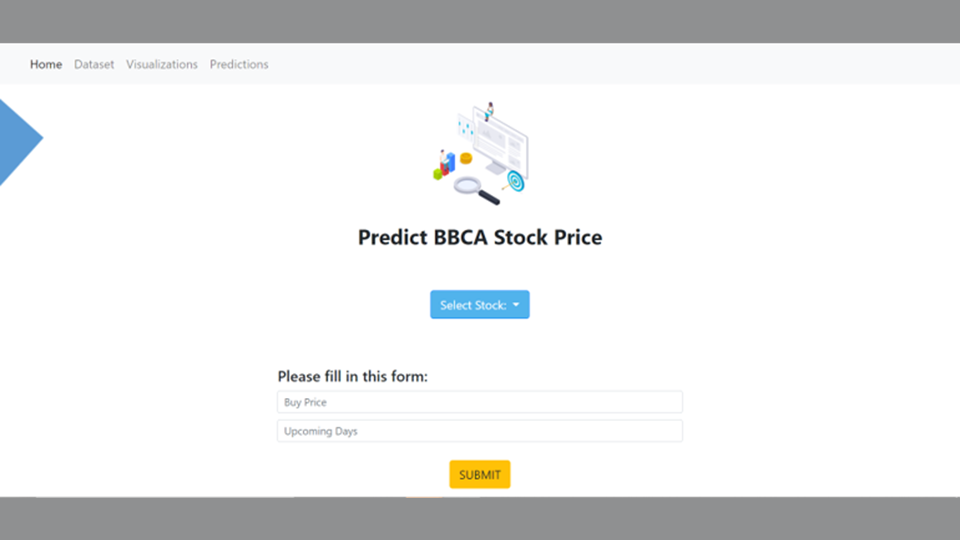 Home Dataset Visualizations Predictions
Predict BBCA Stock Price
Select Stock:
Please fill in this form:
Buy Price
Upcoming Days
SUBMIT